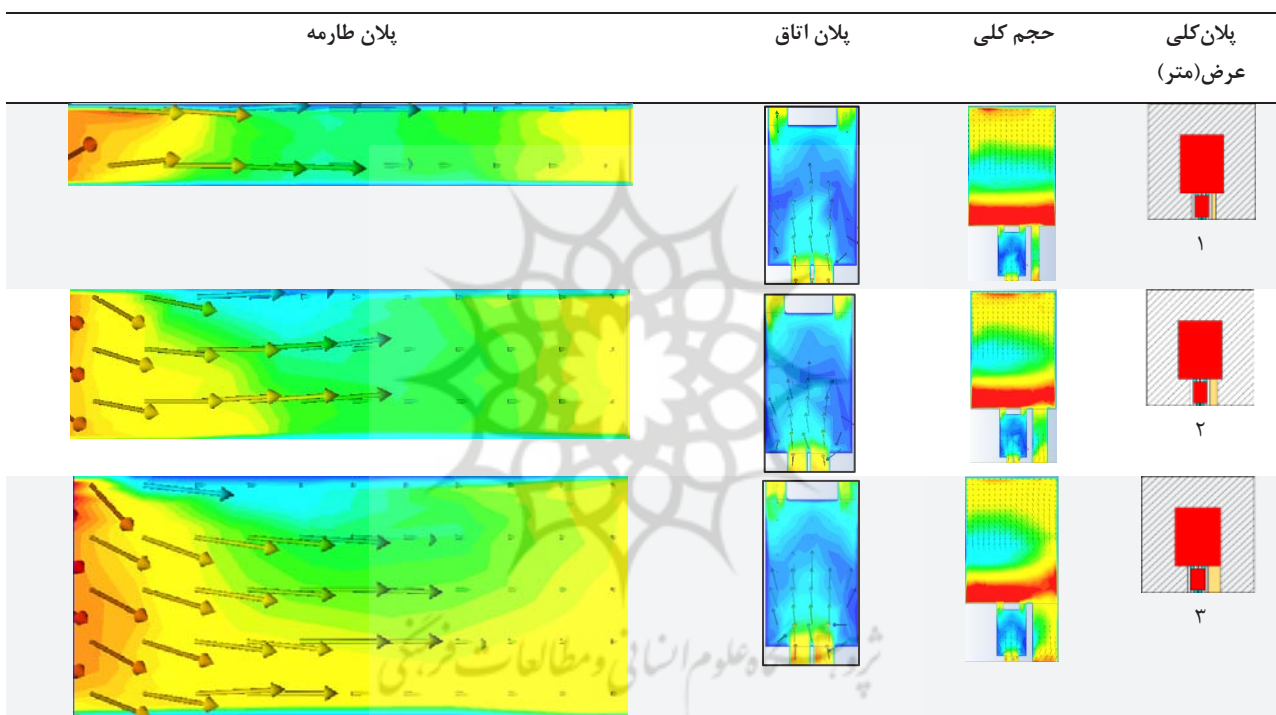 پلان‌کلی
عرض(متر)
حجم کلی
پلان اتاق
پلان طارمه
۱
۲
۳
پژوهشگاه علوم انسانی و مطالعات فرهنگی